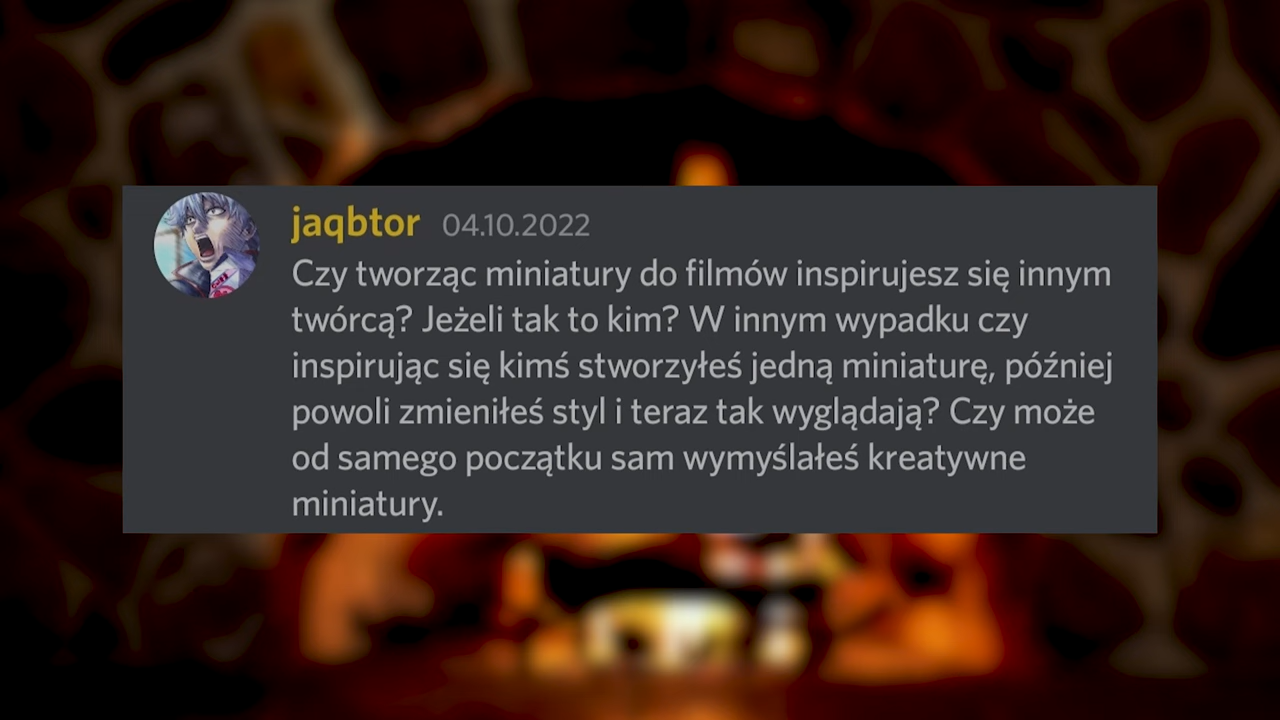 jaqbtor 04.10.2022
Czy tworząc miniatury do filmów inspirujesz się innym
twórcą? Jeżeli tak to kim? W innym wypadku czy
inspirując się kimś stworzyłeś jedną miniaturę, później
powoli zmieniłeś styl i teraz tak wyglądają? Czy może
od samego początku sam wymyślałeś kreatywne
miniatury.